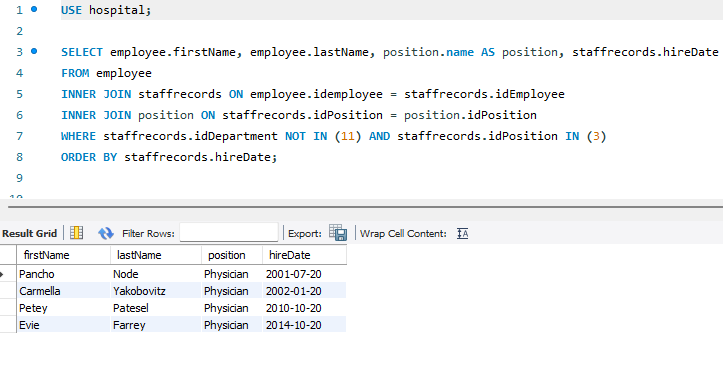 1 USE hospital;
2
3 SELECT employee.firstName, employee.lastName, position.name AS position, staffrecords.hireDate
4 FROM employee
5 INNER JOIN staffrecords ON employee.idemployee = staffrecords.idEmployee
6 INNER JOIN position ON staffrecords.idPosition = position.idPosition
7 WHERE staffrecords.idDepartment NOT IN (11) AND staffrecords.idPosition IN (3)
8 ORDER BY staffrecords.hireDate;
9
10
Result Grid Filter Rows: Export: Wrap Cell Content:
firstName lastName position hireDate
Pancho Node Physician 2001-07-20
Carmella Yakobovitz Physician 2002-01-20
Petey Patesel Physician 2010-10-20
Evie Farrey Physician 2014-10-20